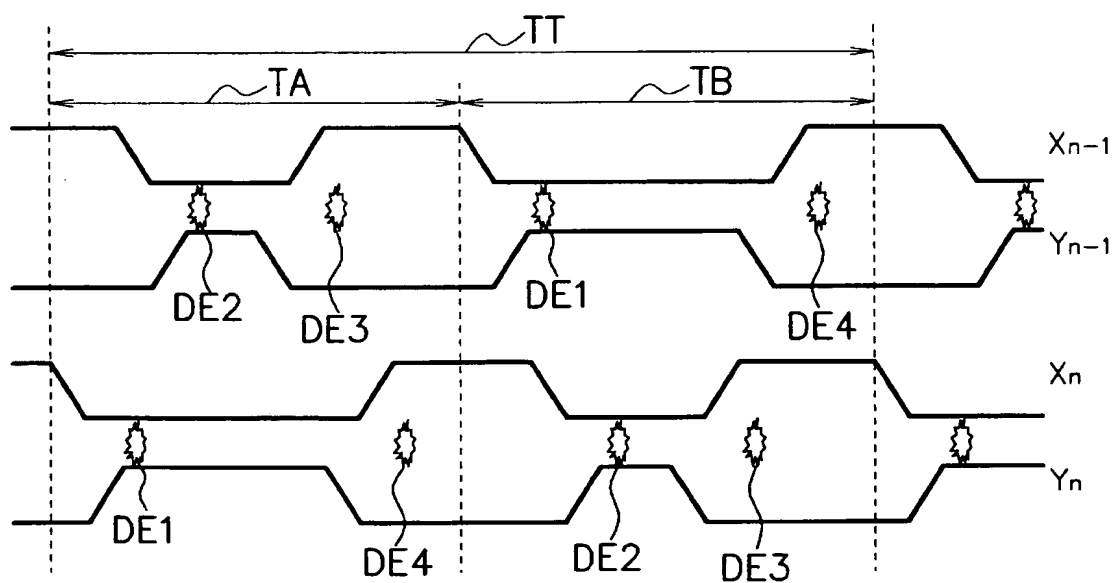 TT
TA TB
Xn-1
Yn-1
DE2 DE3 DE1 DE4
Xn
Yn
DE1 DE4 DE2 DE3